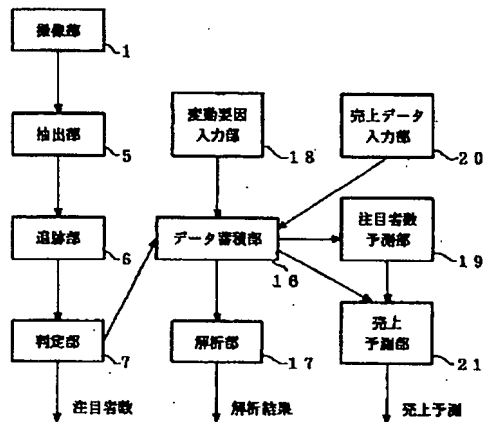 撮像部
1
抽出部
5
変動要因
入力部
18
売上データ
入力部
20
追跡部
6
データ蓄積部
16
注目者数
予測部
19
判定部
7
解析部
17
売上
予測部
21
注目者数
解析結果
売上予測